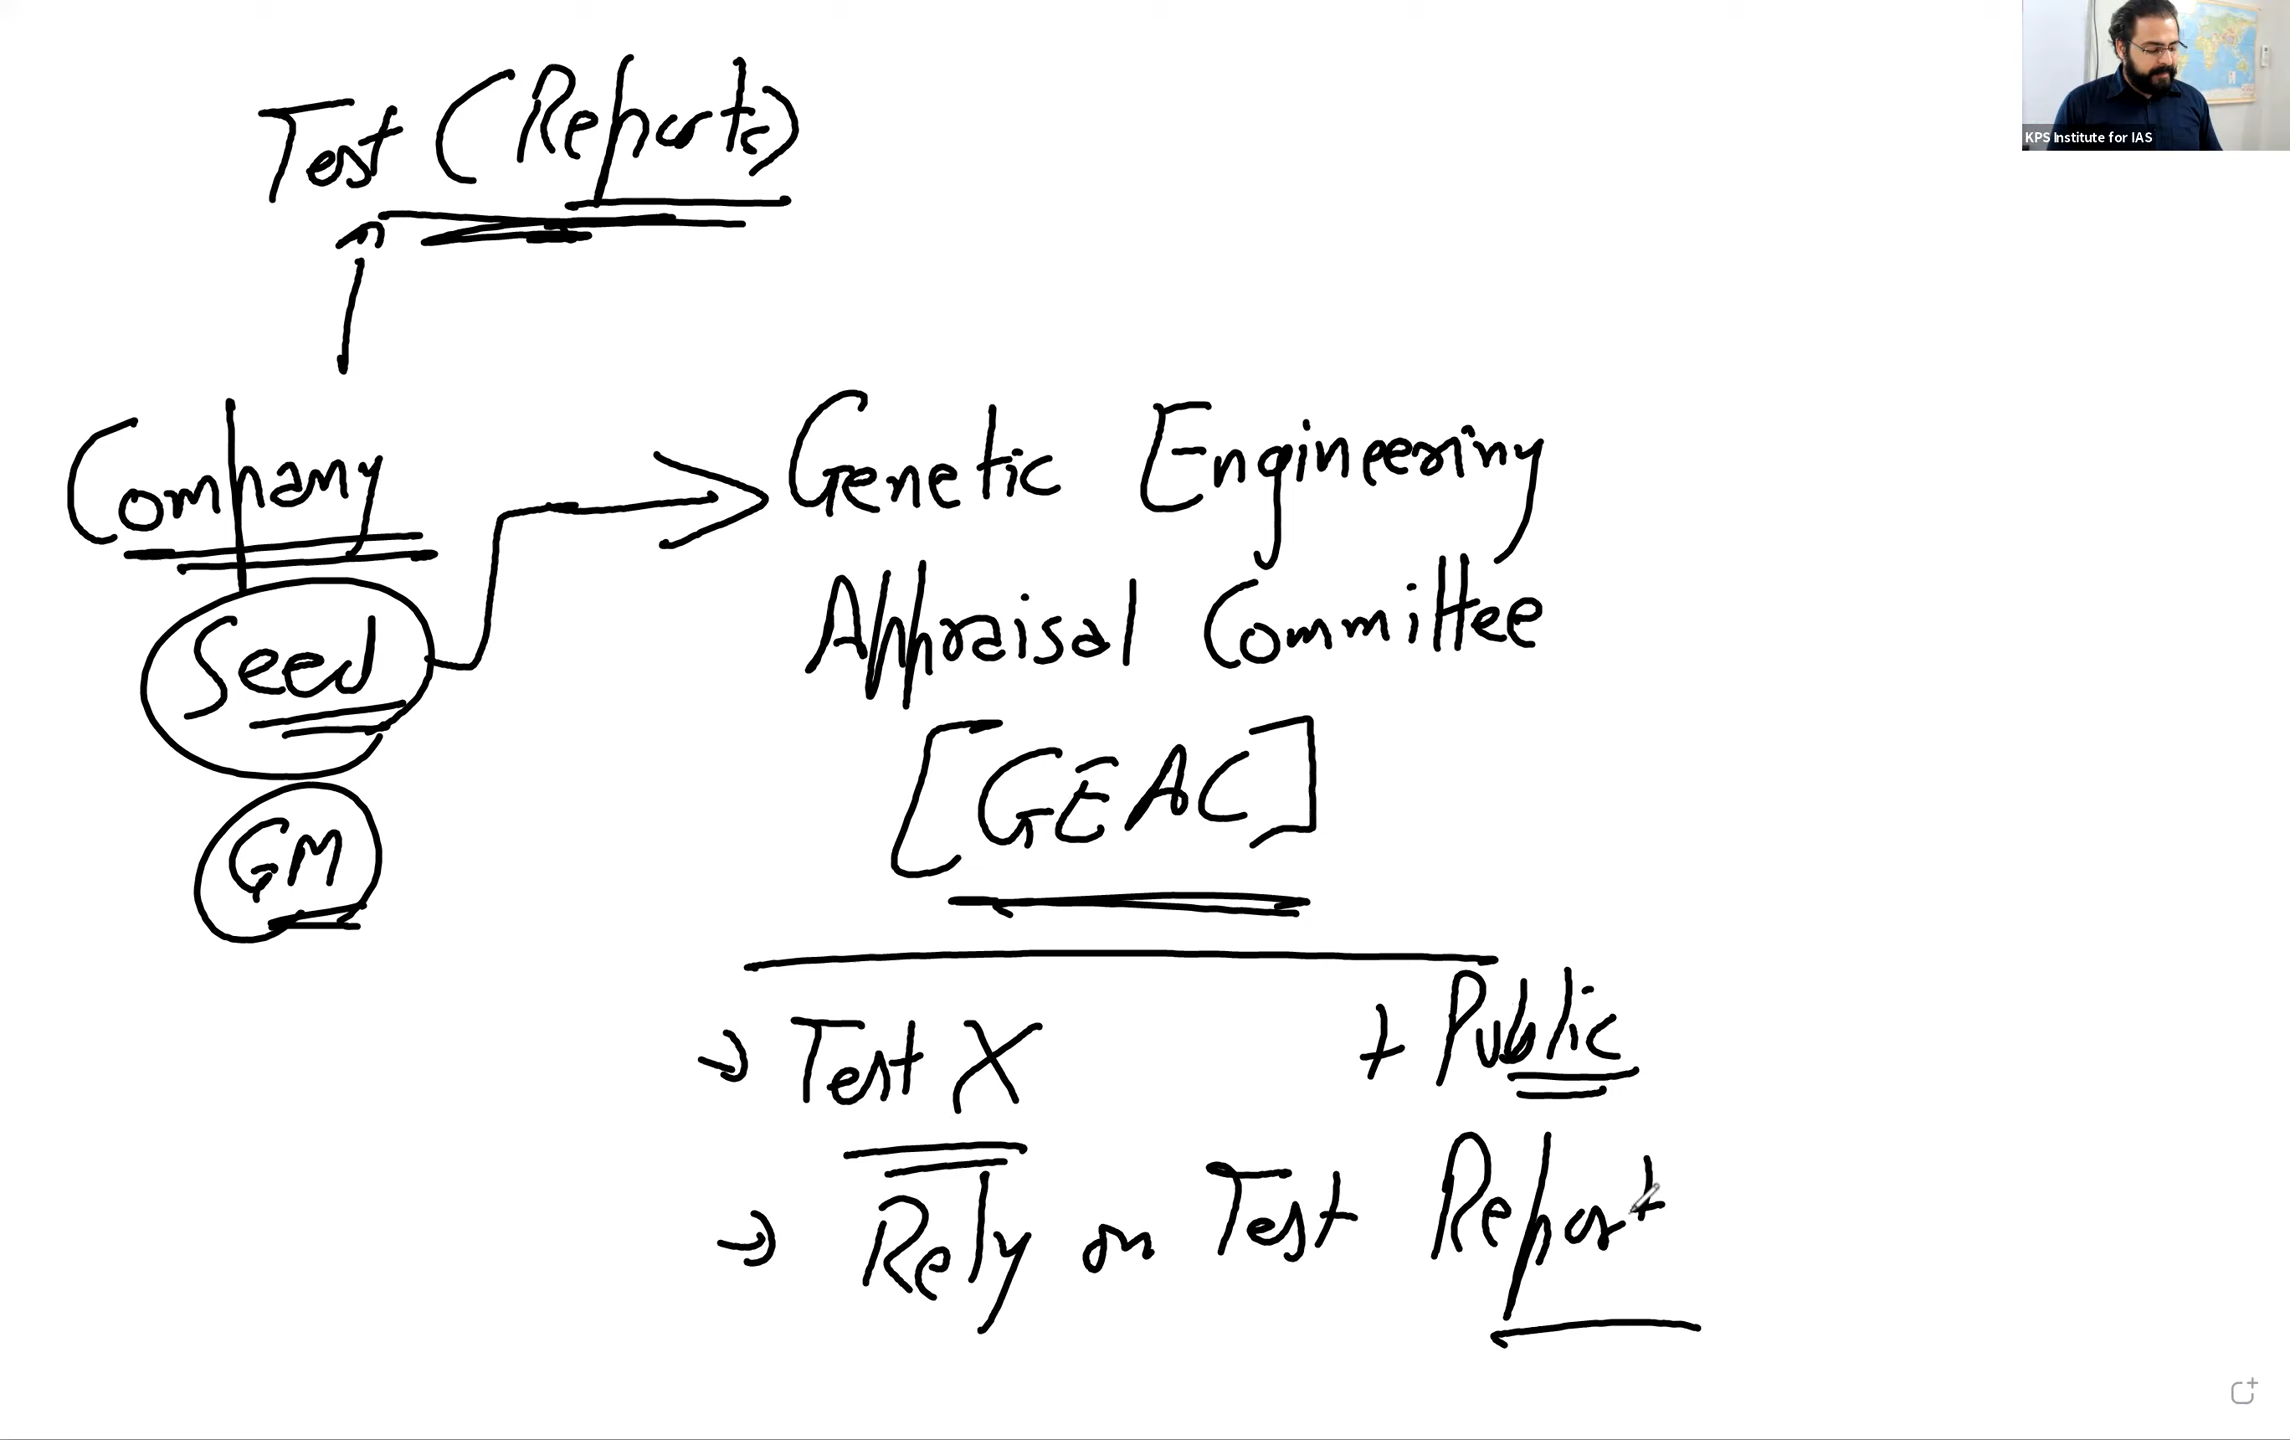 Test (Reports)
KPS Institute for IAS
Company
Genetic Engineering
Appraisal Committee
Seed
[GEAC]
GM
→ Test X
+ Public
→ Rely on Test Report